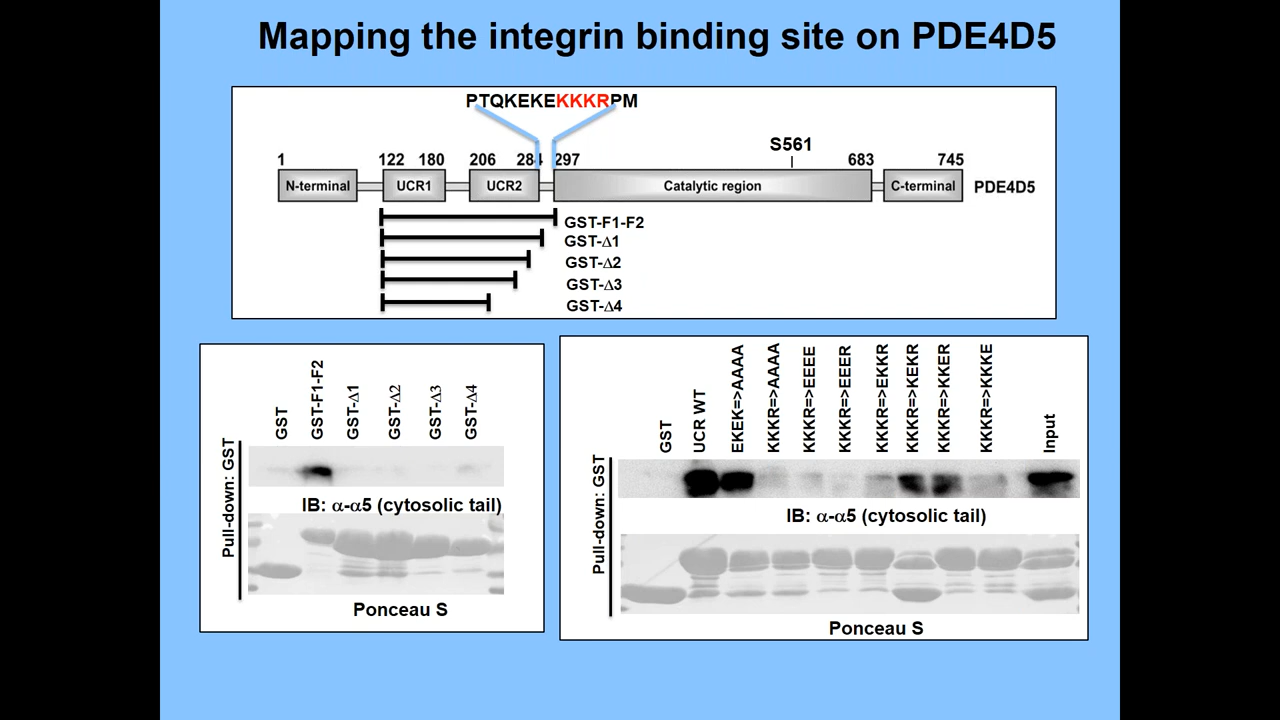 Mapping the integrin binding site on PDE4D5
PTQKEKEKKKRPM
S561
1 122 180 206 284 297 683 745
N-terminal UCR1 UCR2 Catalytic region C-terminal PDE4D5
GST-F1-F2
GST-Δ1
GST-Δ2
GST-Δ3
GST-Δ4
GST
GST-F1-F2
GST-Δ1
GST-Δ2
GST-Δ3
GST-Δ4
Pull-down: GST
IB: α-α5 (cytosolic tail)
Ponceau S
GST
UCR WT
EKEK=>AAAA
KKKR=>AAAA
KKKR=>EEEE
KKKR=>EEER
KKKR=>EKKR
KKKR=>KEKR
KKKR=>KKER
KKKR=>KKKE
Input
Pull-down: GST
IB: α-α5 (cytosolic tail)
Ponceau S